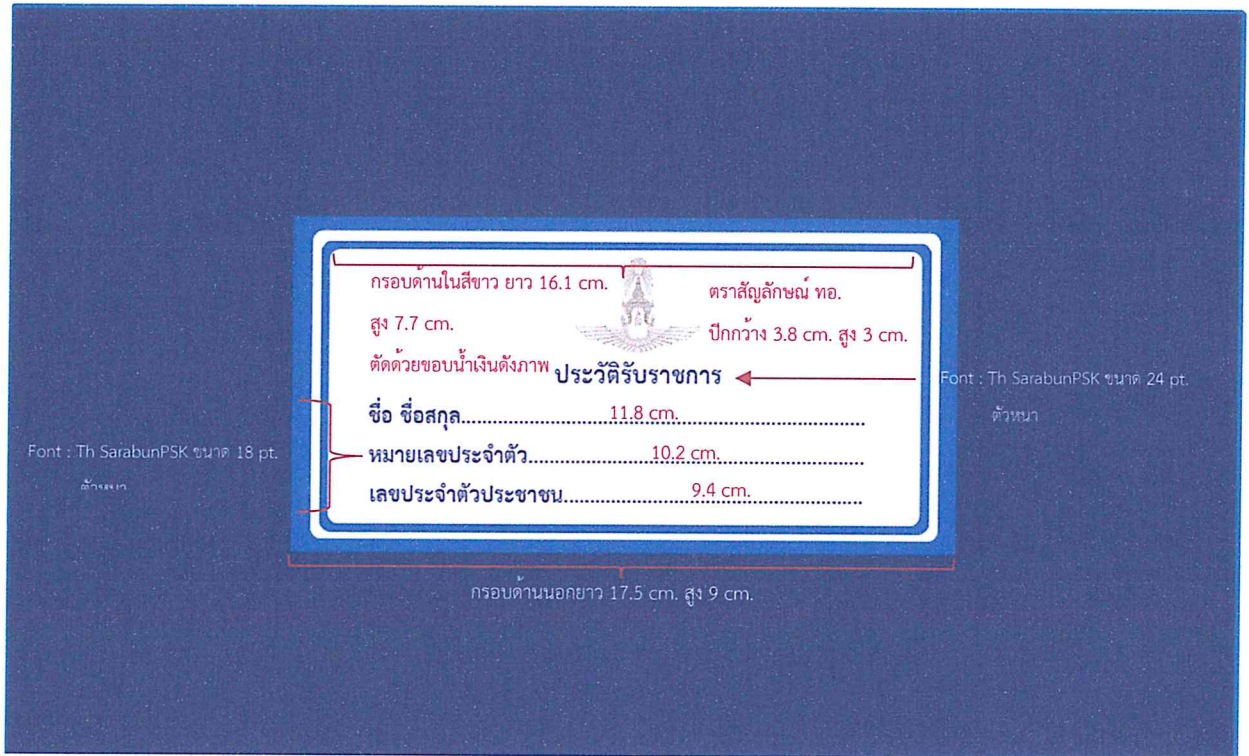 กรอบด้านในสีขาว ยาว 16.1 cm.
สูง 7.7 cm.
ตัดด้วยขอบน้ำเงินดังภาพ
ตราสัญลักษณ์ ทอ.
ปีกกว้าง 3.8 cm. สูง 3 cm.
ประวัติรับราชการ
Font : Th SarabunPSK ขนาด 24 pt.
ตัวหนา
ชื่อ ชื่อสกุล..............................11.8 cm...............................
หมายเลขประจำตัว.........................10.2 cm.............................
เลขประจำตัวประชาชน..........................9.4 cm..........................
Font : Th SarabunPSK ขนาด 18 pt.
ตัวหนา
กรอบด้านนอกยาว 17.5 cm. สูง 9 cm.